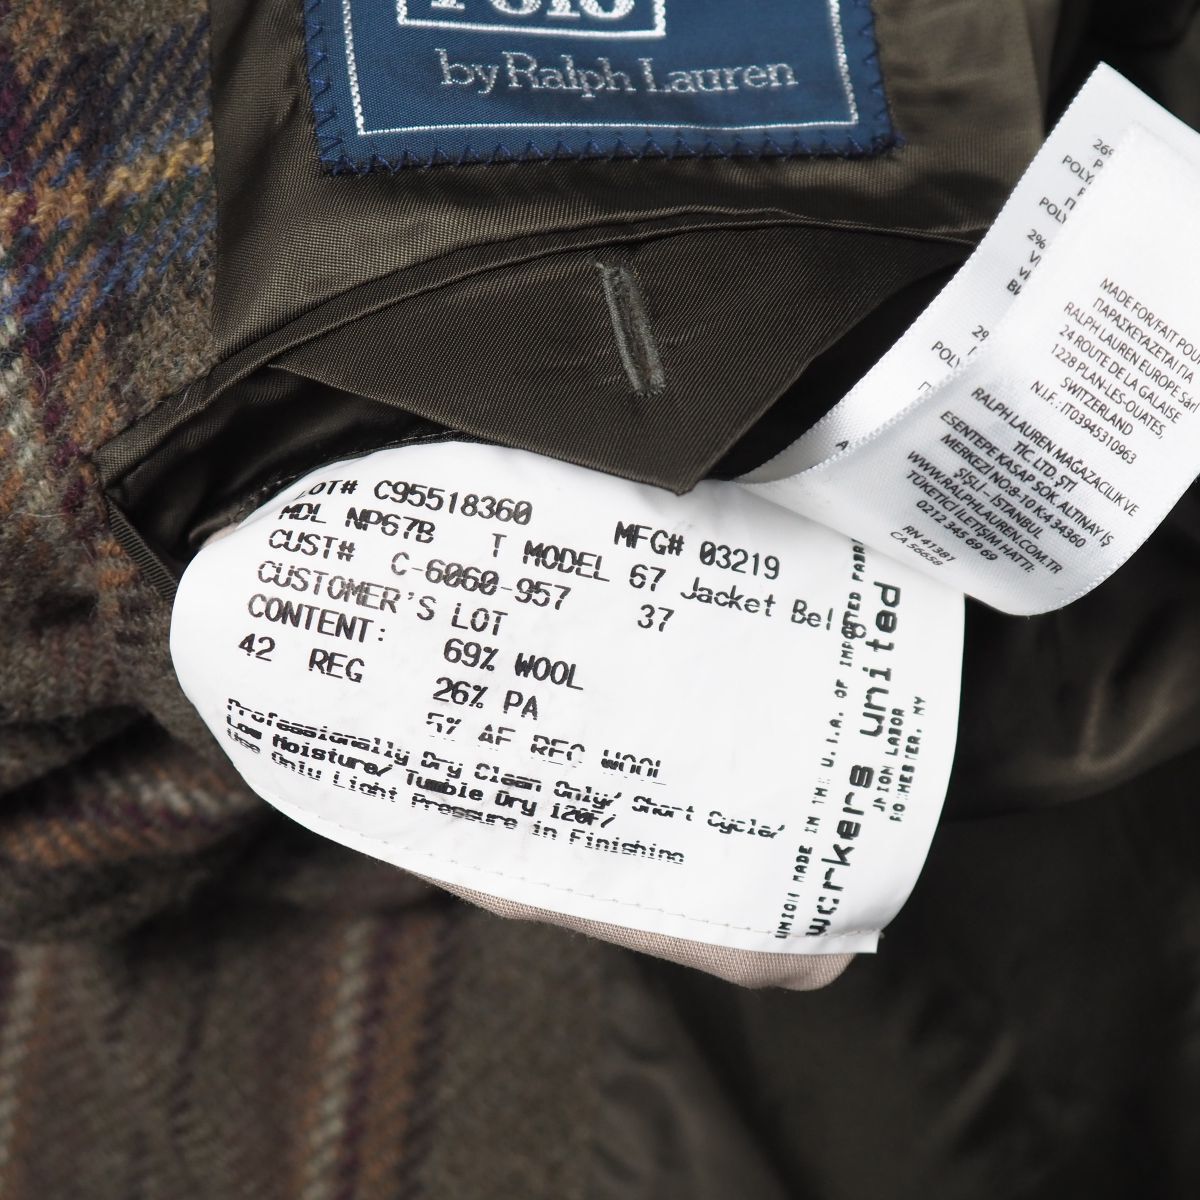 Polo
by Ralph Lauren
LOT# C95518360 MFG# 03219
MDL NP67B T MODEL 67 Jacket Bel
CUST# C-6060-957 37
CUSTOMER'S LOT
CONTENT: 69% WOOL
42 REG 26% PA
5% AF REC WOOL
Professionally Dry Clean Only/ Short Cycle/
Low Moisture/ Tumble Dry 120F/
Use Only Light Pressure in Finishing
UNION MADE IN THE U.S.A. OF IMPORTED FABRI
workers united
UNION LABOR
ROCHESTER, NY
MADE FOR/FAIT POUR
ΠΑΡΑΣΚΕΥΑΖΕΤΑΙ ΓΙΑ
RALPH LAUREN EUROPE Sàrl
24 ROUTE DE LA GALAISE
1228 PLAN-LES-OUATES,
SWITZERLAND
N.I.F.: IT03945310963
RALPH LAUREN MAĞAZACILIK VE
TİC. LTD. ŞTİ
ESENTEPE KASAP SOK. ALTINAY İŞ
MERKEZİ NO:8-10 K:4 34360
ŞİŞLİ – İSTANBUL
WWW.RALPHLAUREN.COM.TR
TÜKETİCİ İLETİŞİM HATTI:
0212 345 69 69
RN 41381
CA 56658